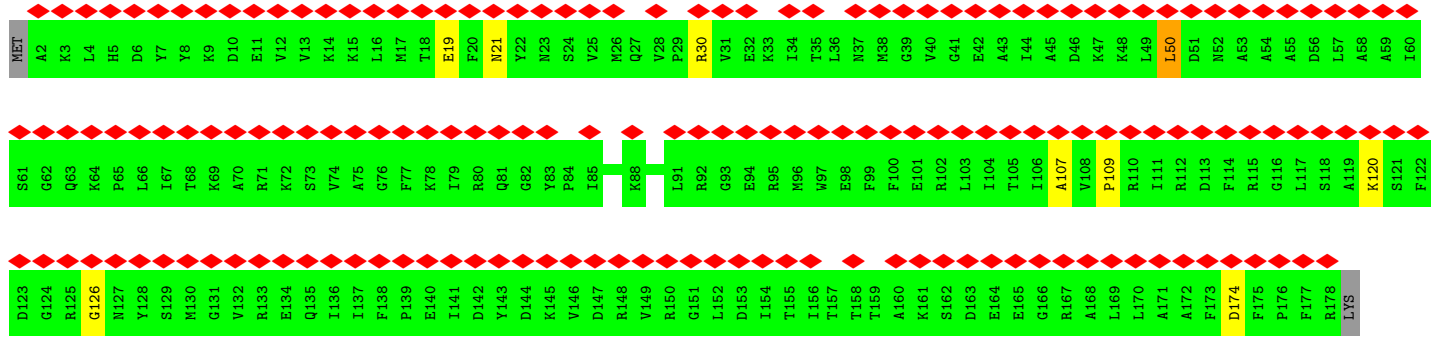 MET A2 K3 L4 H5 D6 Y7 Y8 K9 D10 E11 V12 V13 K14 K15 L16 M17 T18 E19 F20 N21 Y22 N23 S24 V25 M26 Q27 V28 P29 R30 V31 E32 K33 I34 T35 L36 N37 M38 G39 V40 G41 E42 A43 I44 A45 D46 K47 K48 L49 L50 D51 N52 A53 A54 A55 D56 L57 A58 A59 I60
S61 G62 Q63 K64 P65 L66 I67 T68 K69 A70 R71 K72 S73 V74 A75 G76 F77 K78 I79 R80 Q81 G82 Y83 P84 I85 K88 L91 R92 G93 E94 R95 M96 W97 E98 F99 F100 E101 R102 L103 I104 T105 I106 A107 V108 P109 R110 I111 R112 D113 F114 R115 G116 L117 S118 A119 K120 S121 F122
D123 G124 R125 G126 N127 Y128 S129 M130 G131 V132 R133 E134 Q135 I136 I137 F138 P139 E140 I141 D142 Y143 D144 K145 V146 D147 R148 V149 R150 G151 L152 D153 I154 T155 I156 T157 T158 T159 A160 K161 S162 D163 E164 E165 G166 R167 A168 L169 L170 A171 A172 F173 D174 F175 P176 F177 R178 LYS